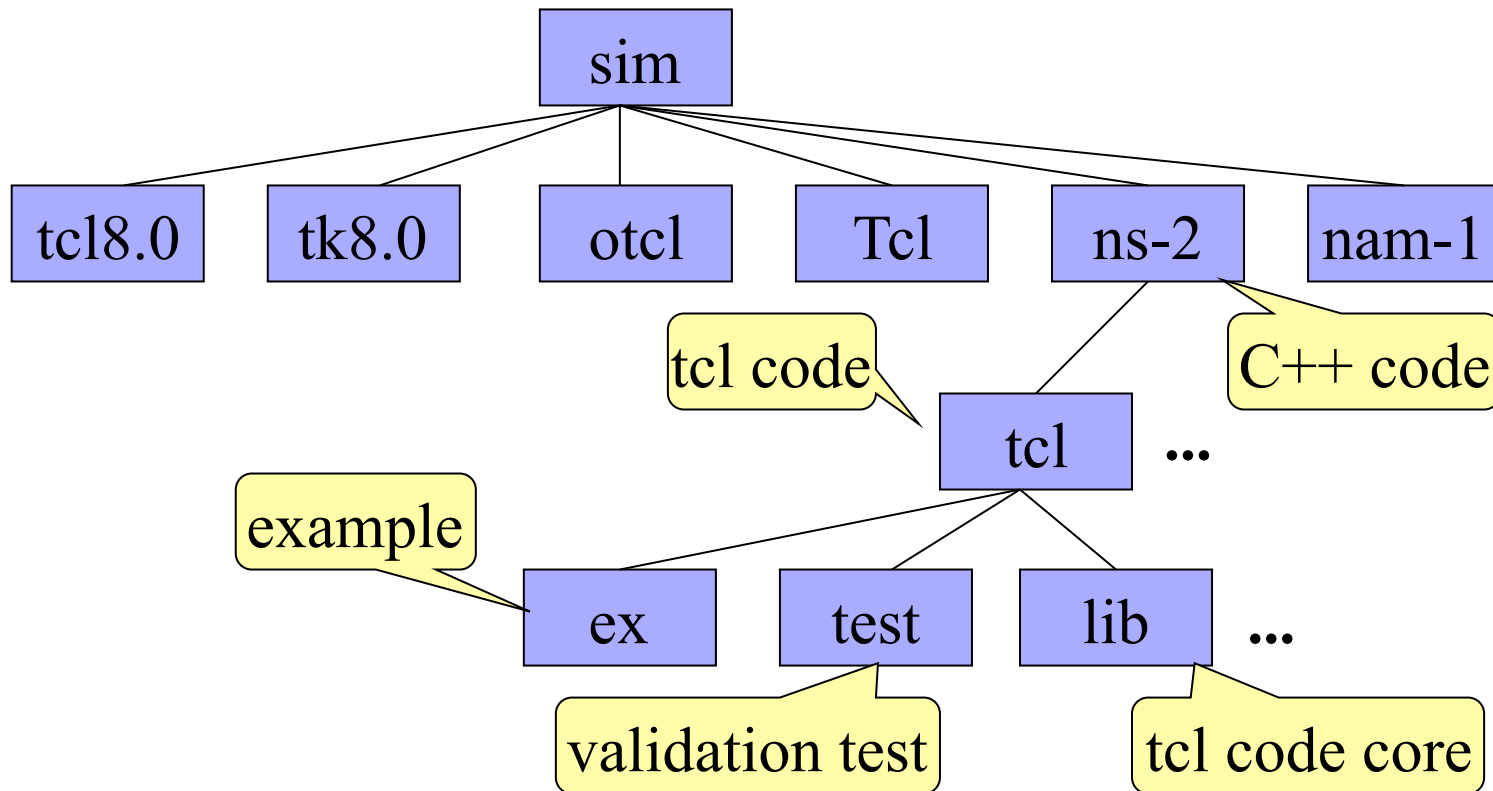 sim
tcl8.0
tk8.0
otcl
Tcl
ns-2
nam-1
tcl code
C++ code
tcl
...
example
ex
test
lib
...
validation test
tcl code core